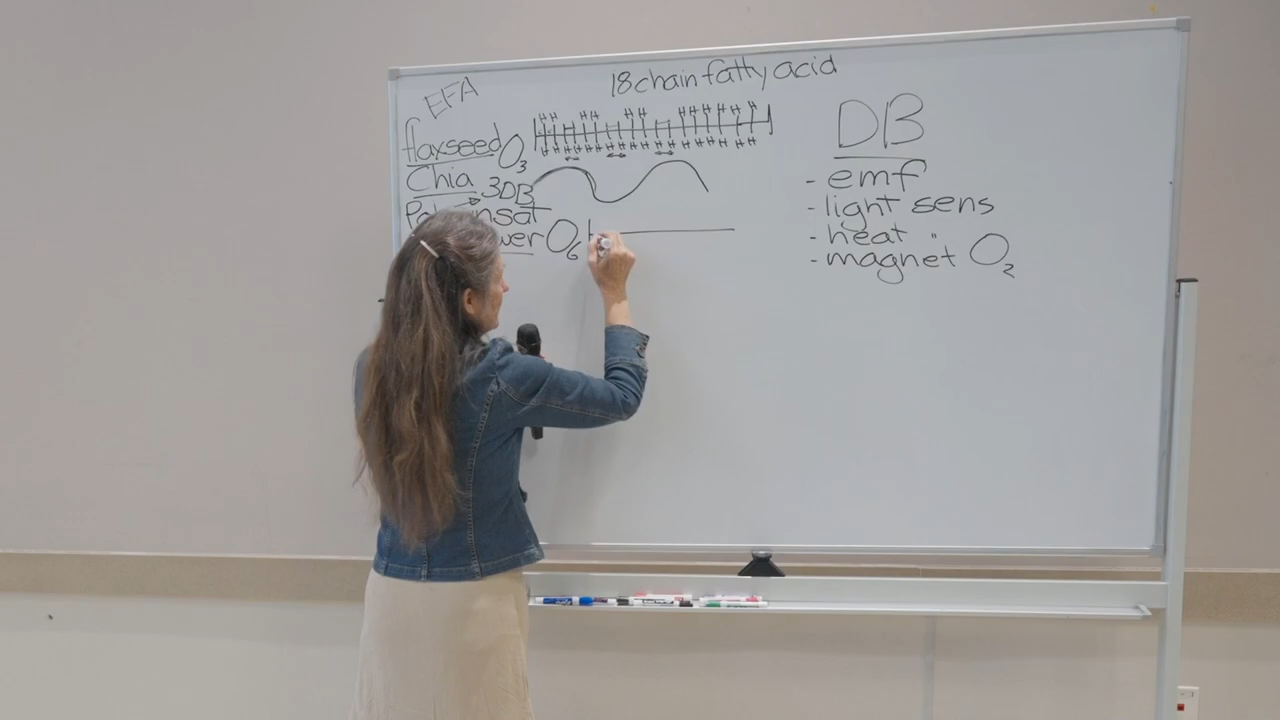 18 chain fatty acid
EFA
flaxseed O3
Chia 3DB
O6
DB
- emf
- light sens
- heat "
- magnet O2